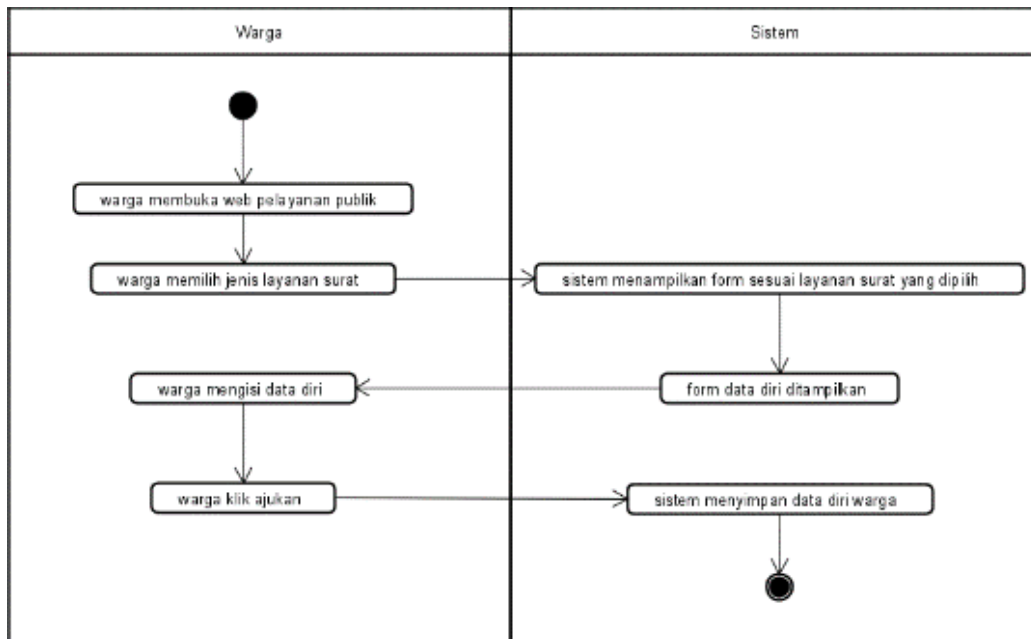 Warga
Sistem
warga membuka web pelayanan publik
warga memilih jenis layanan surat
sistem menampilkan form sesuai layanan surat yang dipilih
warga mengisi data diri
form data diri ditampilkan
warga klik ajukan
sistem menyimpan data diri warga